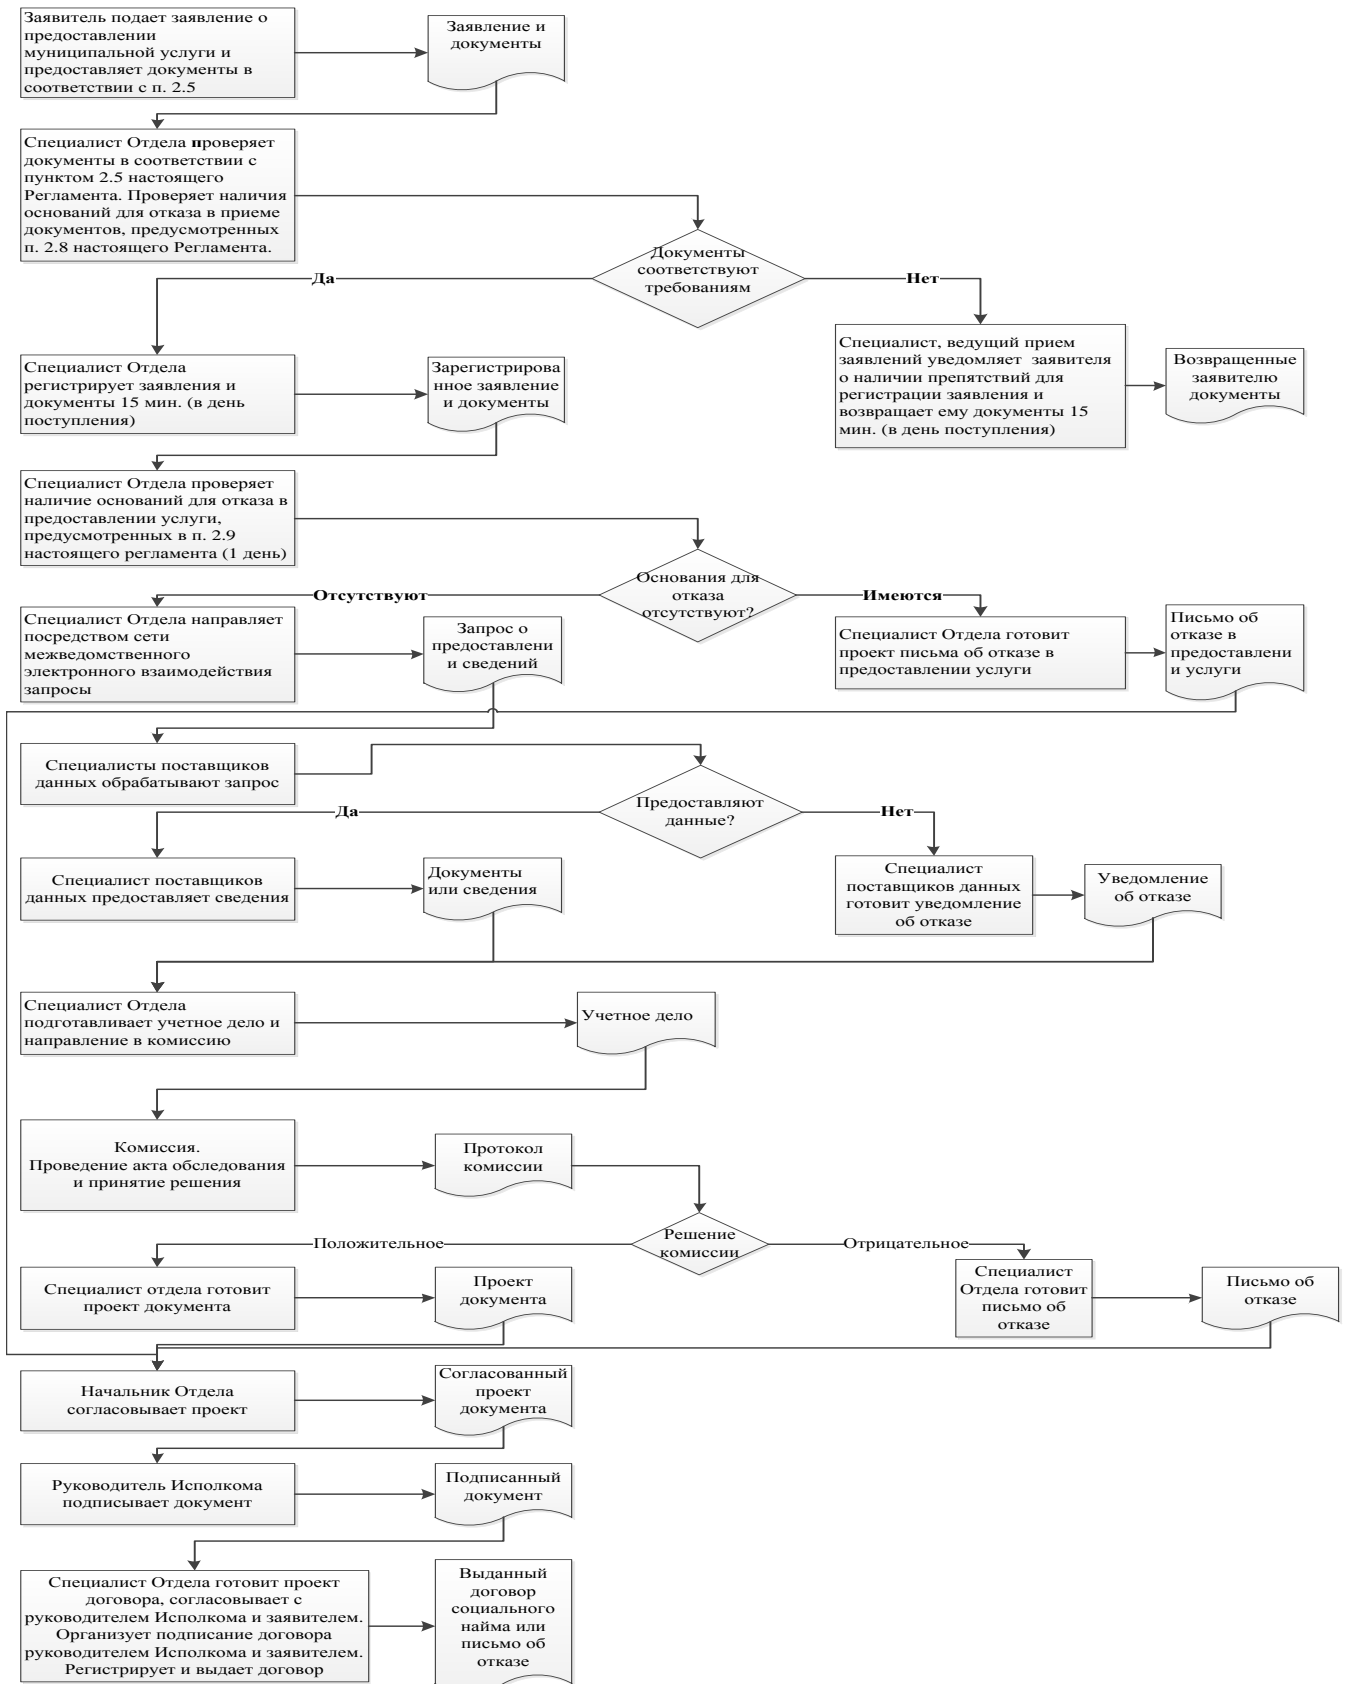 Заявитель подает заявление о
предоставлении
муниципальной услуги и
предоставляет документы в
соответствии с п. 2.5
Заявление и
документы
Специалист Отдела проверяет
документы в соответствии с
пунктом 2.5 настоящего
Регламента. Проверяет наличия
оснований для отказа в приеме
документов, предусмотренных
п. 2.8 настоящего Регламента.
Документы
соответствуют
требованиям
Да
Нет
Специалист Отдела
регистрирует заявления и
документы 15 мин. (в день
поступления)
Зарегистрирова
нное заявление
и документы
Специалист, ведущий прием
заявлений уведомляет заявителя
о наличии препятствий для
регистрации заявления и
возвращает ему документы 15
мин. (в день поступления)
Возвращенные
заявителю
документы
Специалист Отдела проверяет
наличие оснований для отказа в
предоставлении услуги,
предусмотренных в п. 2.9
настоящего регламента (1 день)
Основания для
отказа
отсутствуют?
Отсутствуют
Имеются
Специалист Отдела направляет
посредством сети
межведомственного
электронного взаимодействия
запросы
Запрос о
предоставлени
и сведений
Специалист Отдела готовит
проект письма об отказе в
предоставлении услуги
Письмо об
отказе в
предоставлени
и услуги
Специалисты поставщиков
данных обрабатывают запрос
Предоставляют
данные?
Да
Нет
Специалист поставщиков
данных предоставляет сведения
Документы
или сведения
Специалист
поставщиков данных
готовит уведомление
об отказе
Уведомление
об отказе
Специалист Отдела
подготавливает учетное дело и
направление в комиссию
Учетное дело
Комиссия.
Проведение акта обследования
и принятие решения
Протокол
комиссии
Решение
комиссии
Положительное
Отрицательное
Специалист отдела готовит
проект документа
Проект
документа
Специалист
Отдела готовит
письмо об
отказе
Письмо об
отказе
Начальник Отдела
согласовывает проект
Согласованный
проект
документа
Руководитель Исполкома
подписывает документ
Подписанный
документ
Специалист Отдела готовит проект
договора, согласовывает с
руководителем Исполкома и заявителем.
Организует подписание договора
руководителем Исполкома и заявителем.
Регистрирует и выдает договор
Выданный
договор
социального
найма или
письмо об
отказе